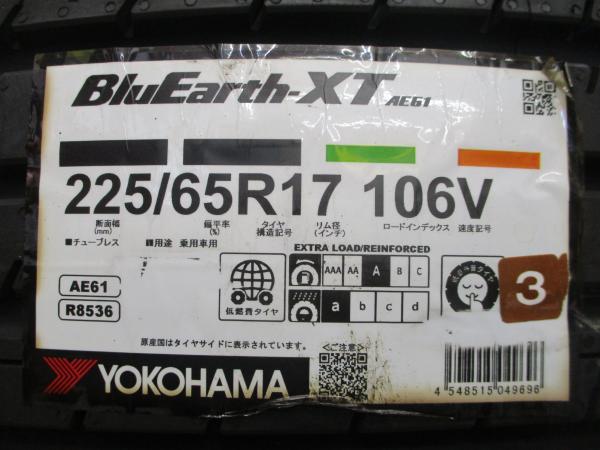 BluEarth-XT AE61
225/65R17 106V
断面幅 (mm)
偏平率 (%)
タイヤ 構造記号
リム径 (インチ)
ロードインデックス
速度記号
■チューブレス ■用途 乗用車用
EXTRA LOAD/REINFORCED
AE61
R8536
低燃費タイヤ
AAA AA A B C
a b c d
3
原産国はタイヤサイドに表示されています。
<ご注意>
YOKOHAMA
4 548515 049696